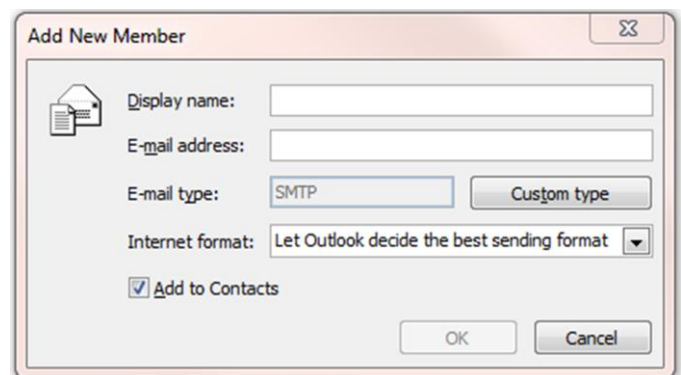 Add New Member
Display name:
E-mail address:
E-mail type: SMTP Custom type
Internet format: Let Outlook decide the best sending format
Add to Contacts
OK Cancel